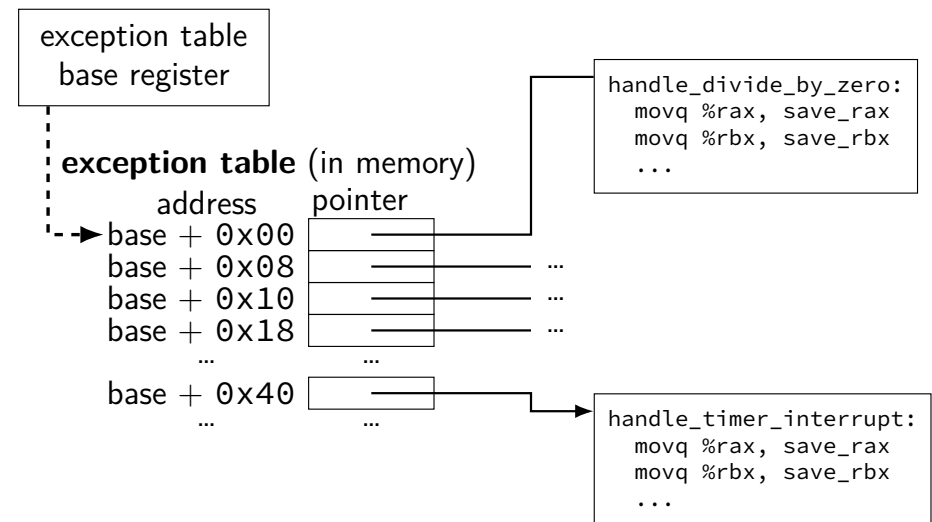 exception table
base register
exception table (in memory)
address pointer
base + 0x00
base + 0x08 ...
base + 0x10 ...
base + 0x18 ...
... ...
base + 0x40
... ...
handle_divide_by_zero:
movq %rax, save_rax
movq %rbx, save_rbx
...
handle_timer_interrupt:
movq %rax, save_rax
movq %rbx, save_rbx
...